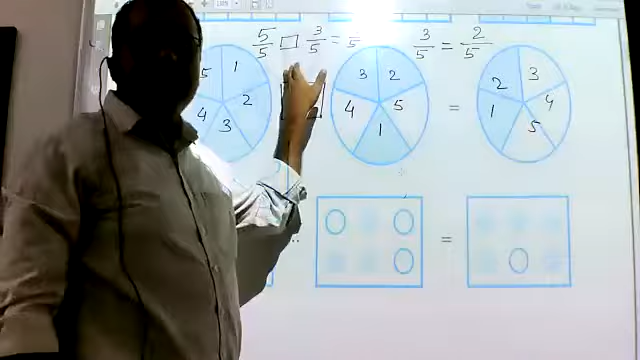 5/5 □ 3/5 = /5 3/5 = 2/5
5 1 2 3 4
3 2 5 1 4 =
2 3 4 5 1
=